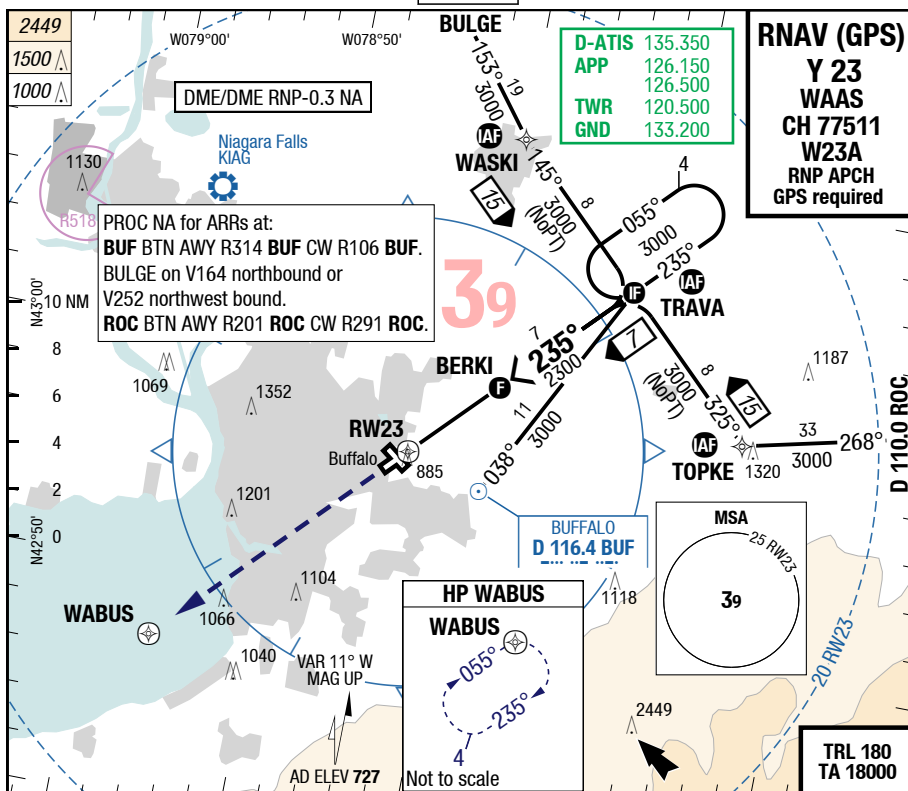 2449
1500
1000
W079°00'
W078°50'
BULGE
153°
19
3000
D-ATIS 135.350
APP 126.150
126.500
TWR 120.500
GND 133.200
RNAV (GPS)
Y 23
WAAS
CH 77511
W23A
RNP APCH
GPS required
DME/DME RNP-0.3 NA
Niagara Falls
KIAG
1130
R518
IAF
WASKI
145°
8
3000
(NoPT)
15
4
055°
3000
235°
PROC NA for ARRs at:
BUF BTN AWY R314 BUF CW R106 BUF.
BULGE on V164 northbound or
V252 northwest bound.
ROC BTN AWY R201 ROC CW R291 ROC.
39
IF
IAF
TRAVA
N43°00'
10 NM
8
6
4
2
0
N42°50'
7
235°
2300
7
BERKI
F
11
3000
038°
8
3000
(NoPT)
325°
15
1187
1069
1352
RW23
Buffalo
885
IAF
TOPKE
1320
33
3000
268°
D 110.0 ROC
1201
BUFFALO
D 116.4 BUF
MSA
25 RW23
39
1104
1066
1118
WABUS
1040
HP WABUS
WABUS
055°
235°
4
Not to scale
VAR 11° W
MAG UP
AD ELEV 727
20 RW23
2449
TRL 180
TA 18000